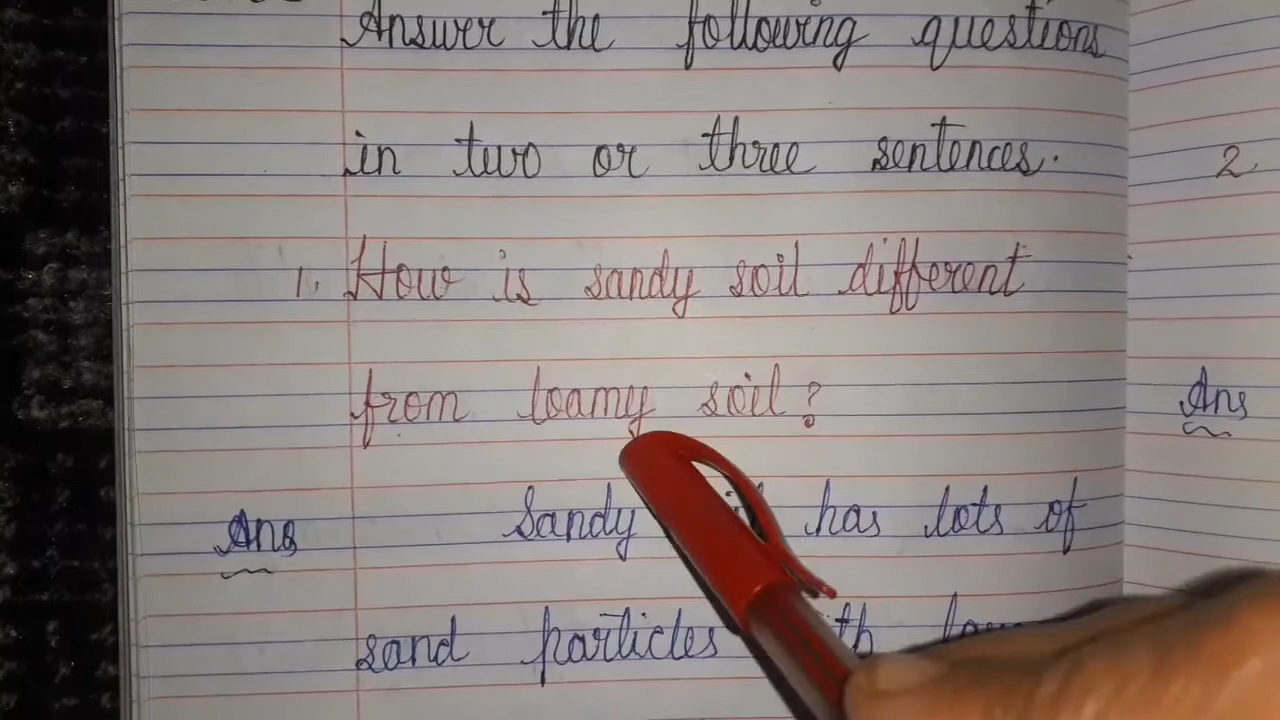 Answer the following questions
in two or three sentences.
1. How is sandy soil different
from loamy soil?
Ans Sandy has lots of
sand particles
2.
Ans